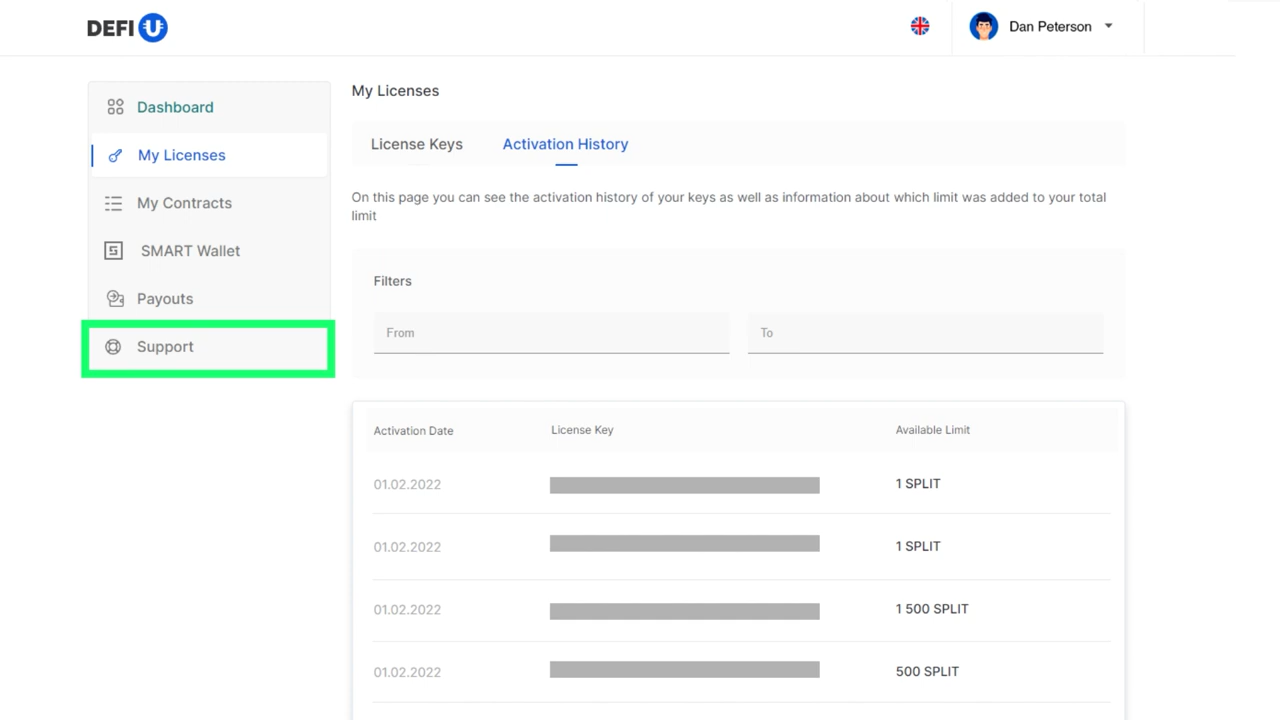 DEFI U
Dan Peterson
Dashboard
My Licenses
My Contracts
SMART Wallet
Payouts
Support
My Licenses
License Keys
Activation History
On this page you can see the activation history of your keys as well as information about which limit was added to your total
limit
Filters
From
To
Activation Date
License Key
Available Limit
01.02.2022
1 SPLIT
01.02.2022
1 SPLIT
01.02.2022
1 500 SPLIT
01.02.2022
500 SPLIT